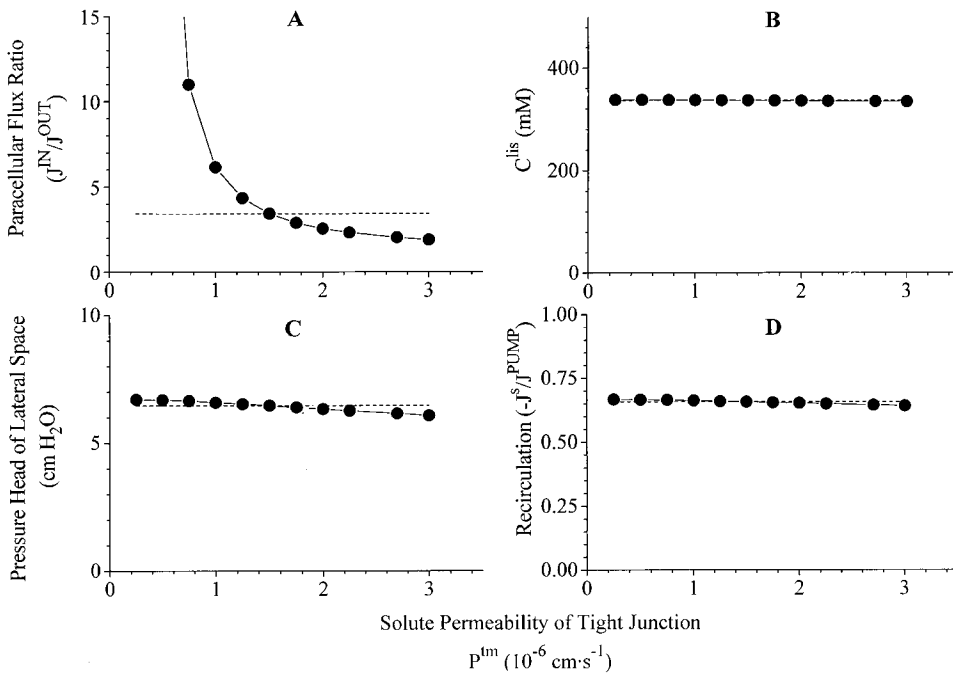 A
Paracellular Flux Ratio
(J^IN/J^OUT)
15
10
5
0
0 1 2 3
B
C^lis (mM)
400
200
0
0 1 2 3
C
Pressure Head of Lateral Space
(cm H₂O)
10
5
0
0 1 2 3
D
Recirculation (-J^s/J^PUMP)
1.00
0.75
0.50
0.25
0.00
0 1 2 3
Solute Permeability of Tight Junction
P^tm (10^-6 cm·s^-1)